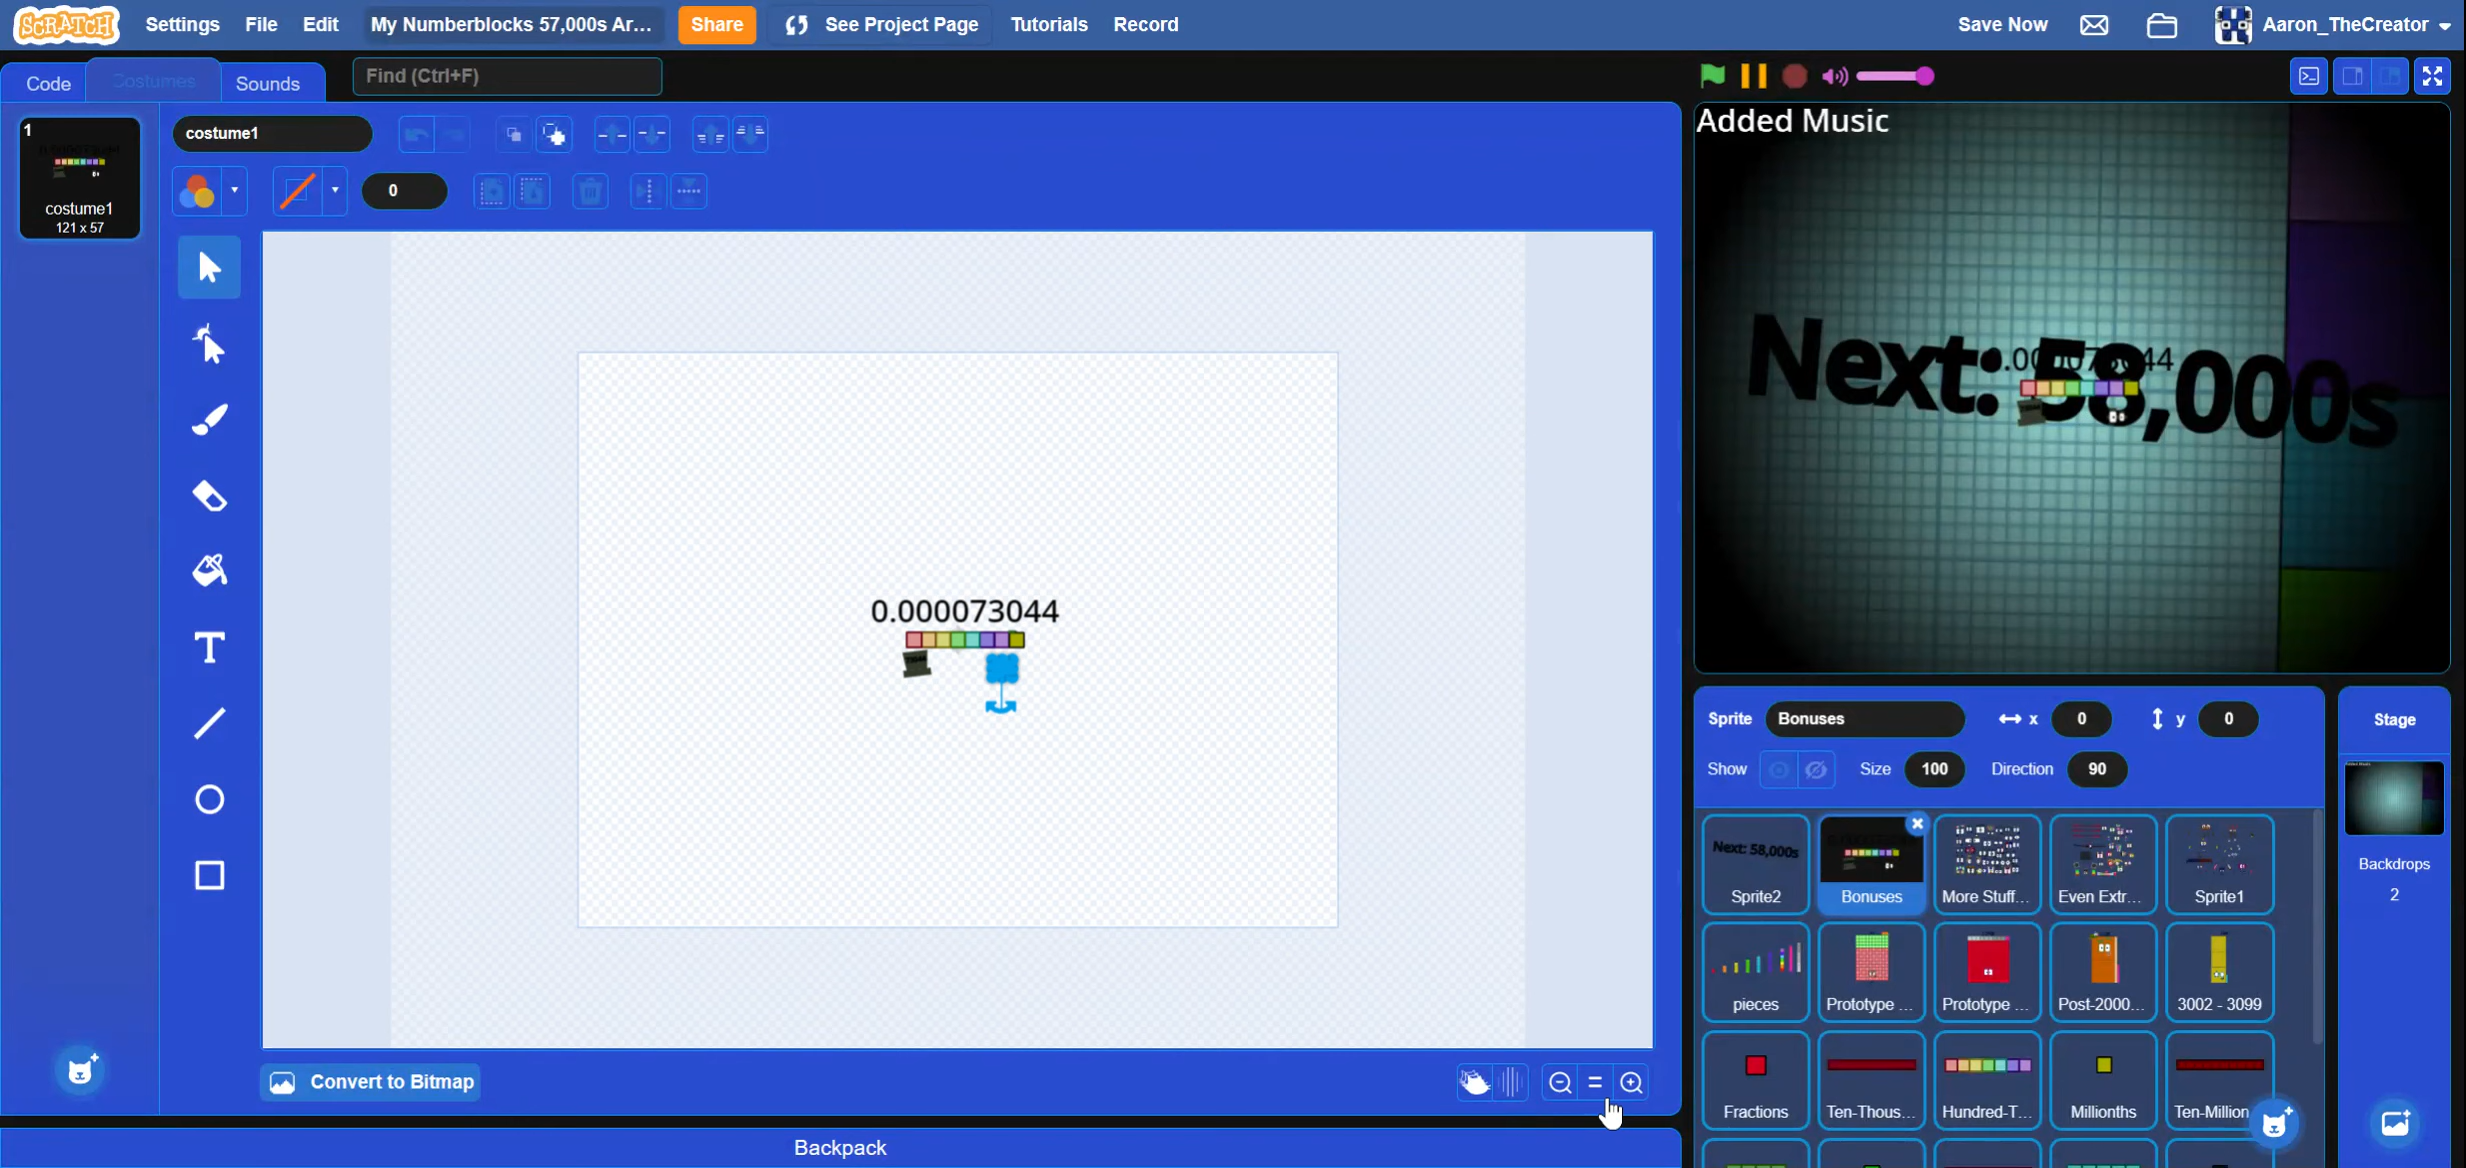 SCRATCH
Settings File Edit My Numberblocks 57,000s Ar... Share See Project Page Tutorials Record Save Now Aaron_TheCreator
Code Costumes Sounds Find (Ctrl+F)
Added Music
1
costume1
121 x 57
costume1
0
Next: 58,000s
0.000073044
Sprite Bonuses x 0 y 0
Show Size 100 Direction 90
Stage
Backdrops
2
Next: 58,000s
Sprite2 Bonuses More Stuff... Even Extr... Sprite1
pieces Prototype ... Prototype ... Post-2000... 3002 - 3099
Fractions Ten-Thous... Hundred-T... Millionths Ten-Million
Convert to Bitmap
Backpack